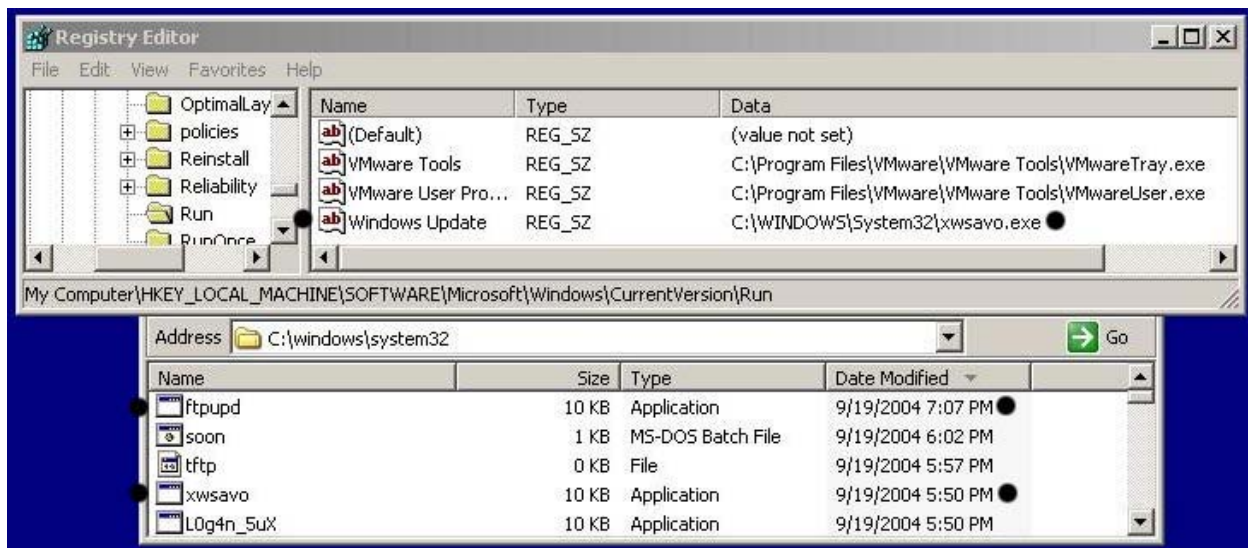 Registry Editor
File Edit View Favorites Help
OptimalLay
policies
Reinstall
Reliability
Run
RunOnce
Name Type Data
ab (Default) REG_SZ (value not set)
ab VMware Tools REG_SZ C:\Program Files\VMware\VMware Tools\VMwareTray.exe
ab VMware User Pro... REG_SZ C:\Program Files\VMware\VMware Tools\VMwareUser.exe
ab Windows Update REG_SZ C:\WINDOWS\System32\xwsavo.exe
My Computer\HKEY_LOCAL_MACHINE\SOFTWARE\Microsoft\Windows\CurrentVersion\Run
Address C:\windows\system32 Go
Name Size Type Date Modified
ftpupd 10 KB Application 9/19/2004 7:07 PM
soon 1 KB MS-DOS Batch File 9/19/2004 6:02 PM
tftp 0 KB File 9/19/2004 5:57 PM
xwsavo 10 KB Application 9/19/2004 5:50 PM
L0g4n_5uX 10 KB Application 9/19/2004 5:50 PM